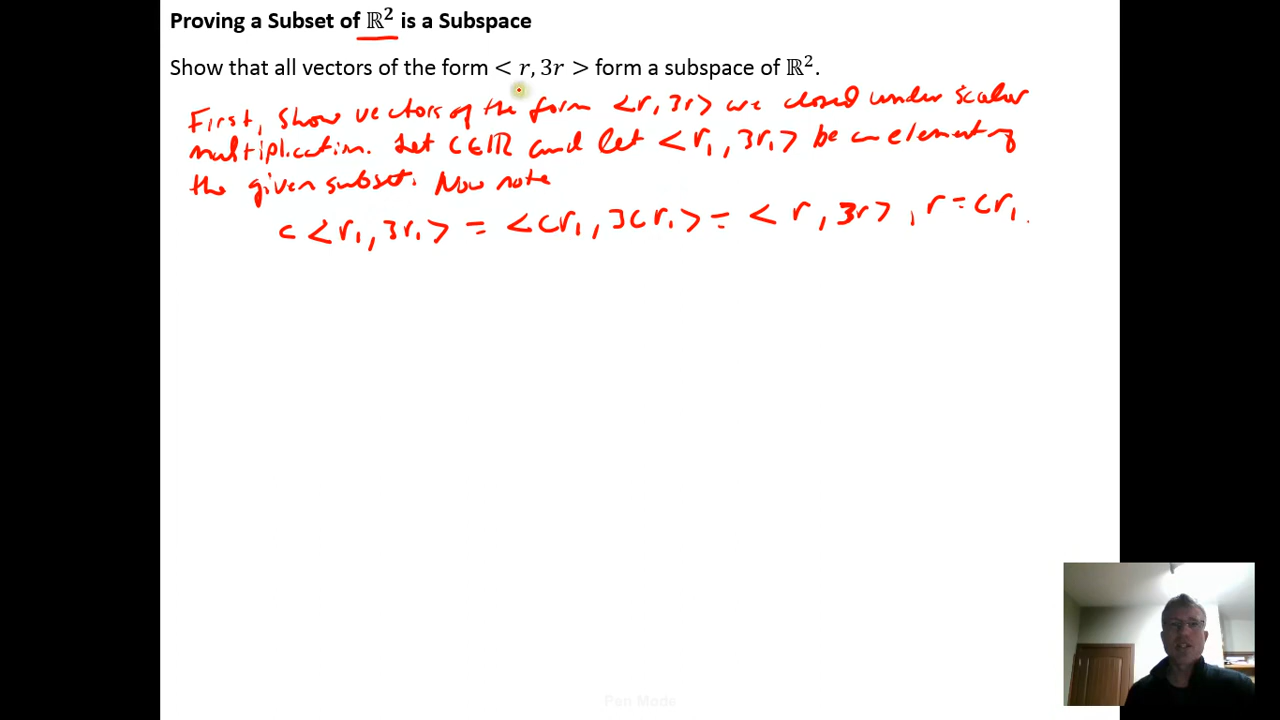 Proving a Subset of ℝ² is a Subspace
Show that all vectors of the form < r, 3r > form a subspace of ℝ².
First, show vectors of the form <r, 3r> are closed under scalar
multiplication. Let c∈ℝ and let <r₁, 3r₁> be an element of
the given subset. Now note
c <r₁, 3r₁> = <cr₁, 3cr₁> = <r, 3r>, r = cr₁.
Pen Mode